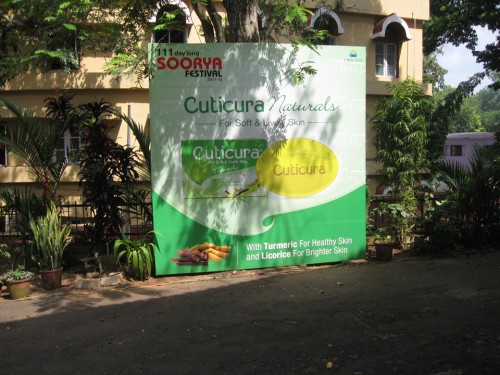 111 day long
SOORYA
FESTIVAL
Cuticura Naturals
For Soft & Lively Skin
Cuticura
Cuticura
With Turmeric For Healthy Skin
and Licorice For Brighter Skin